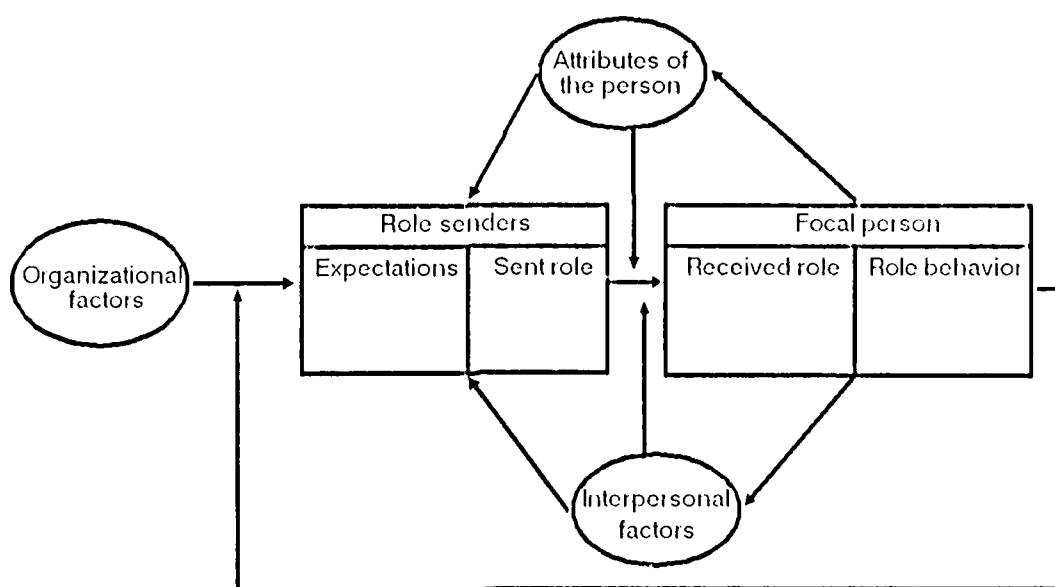 Attributes of
the person
Role senders
Focal person
Expectations
Sent role
Received role
Role behavior
Organizational
factors
Interpersonal
factors